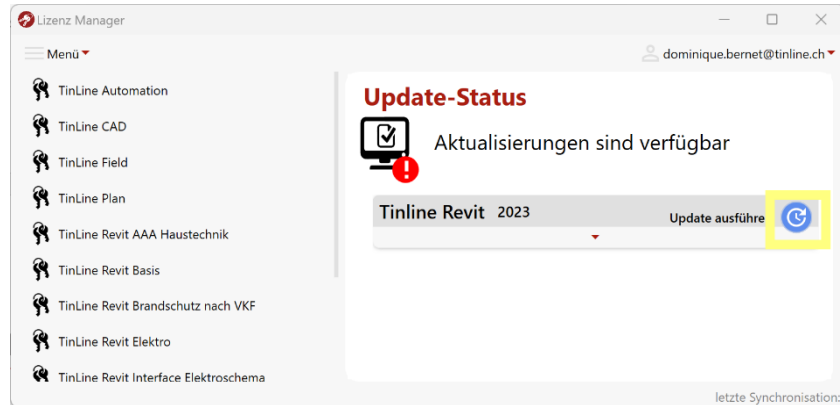 Lizenz Manager
Menü
dominique.bernet@tinline.ch
TinLine Automation
TinLine CAD
TinLine Field
TinLine Plan
TinLine Revit AAA Haustechnik
TinLine Revit Basis
TinLine Revit Brandschutz nach VKF
TinLine Revit Elektro
TinLine Revit Interface Elektroschema
Update-Status
Aktualisierungen sind verfügbar
Tinline Revit 2023
Update ausführe
letzte Synchronisation: